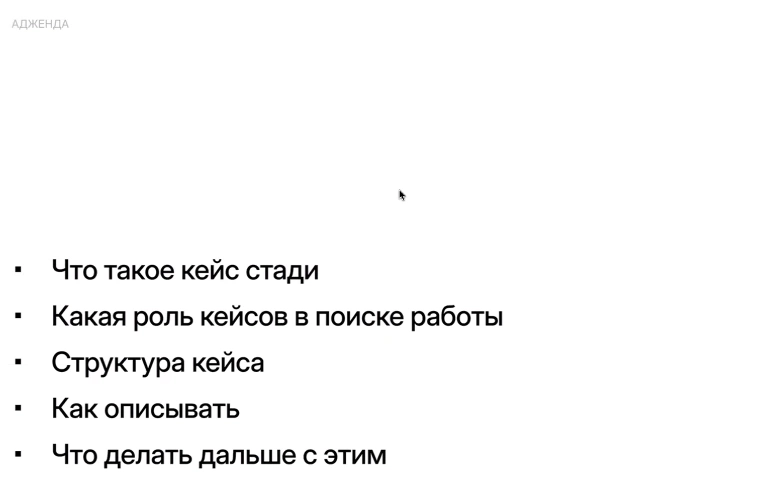 АДЖЕНДА
▪ Что такое кейс стади
▪ Какая роль кейсов в поиске работы
▪ Структура кейса
▪ Как описывать
▪ Что делать дальше с этим